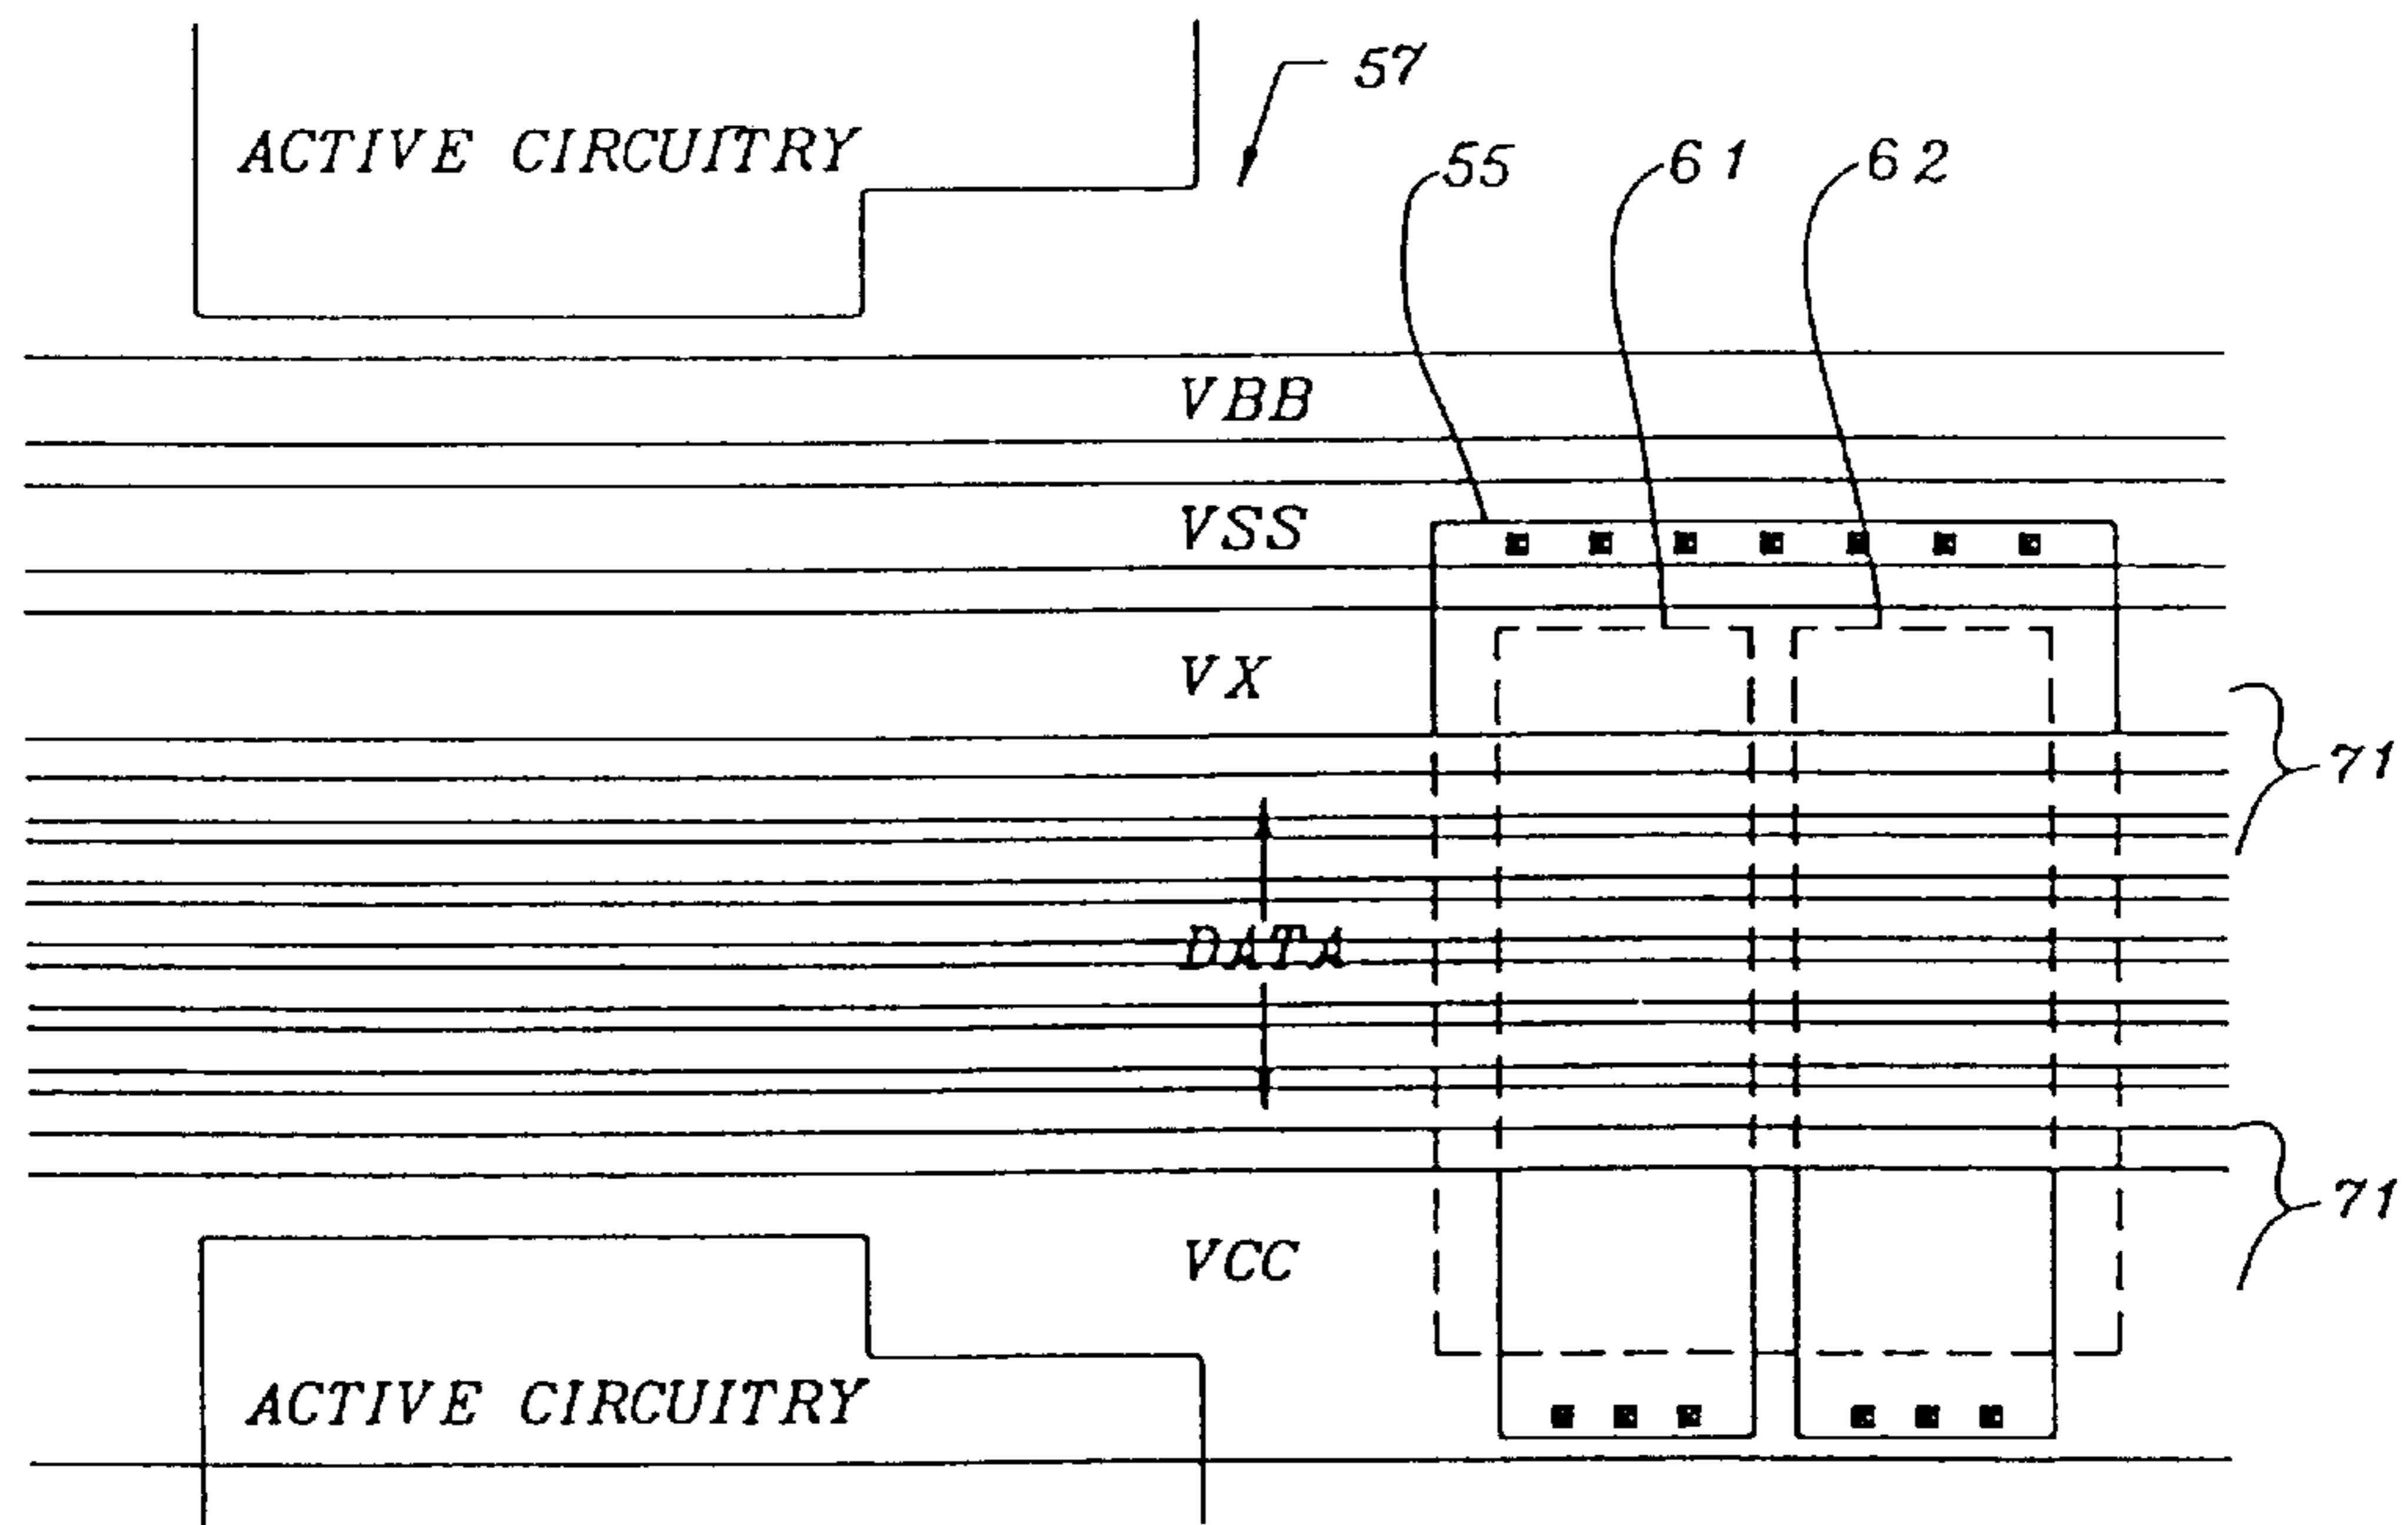 57
ACTIVE CIRCUITRY
55
61
62
VBB
VSS
VX
71
DATA
71
VCC
ACTIVE CIRCUITRY